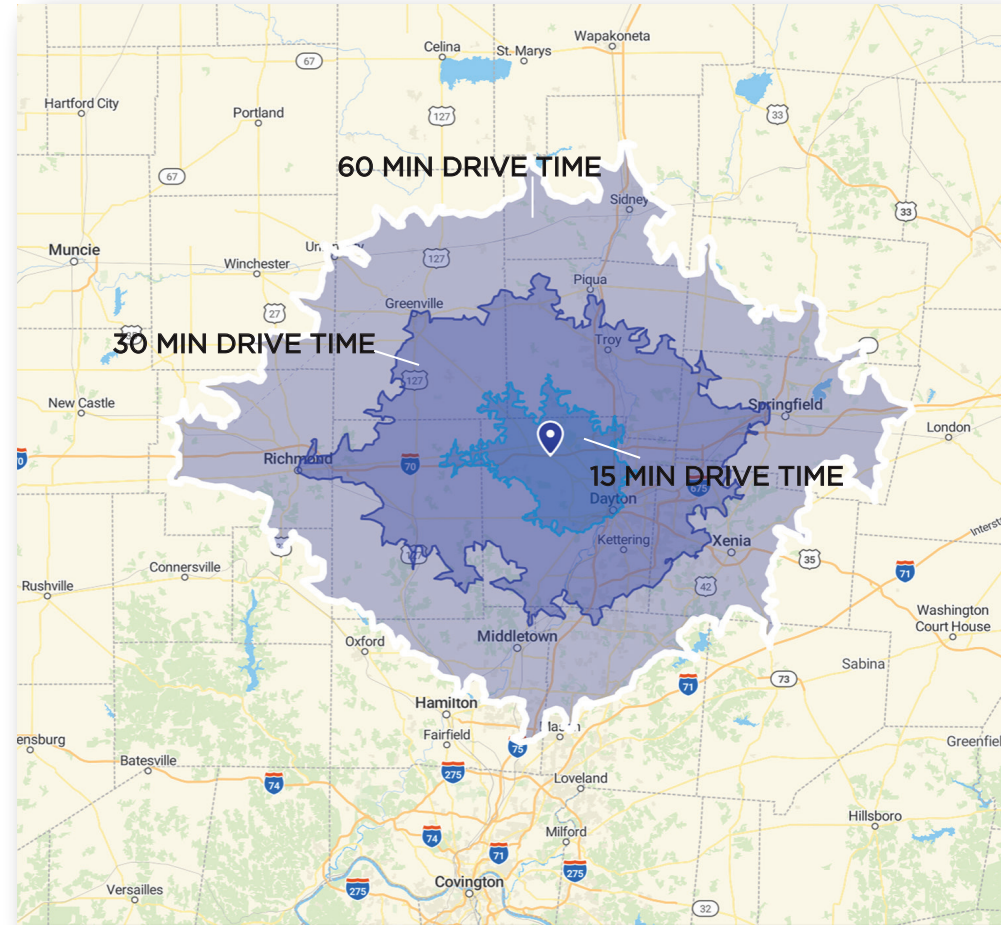 Wapakoneta
Celina
St. Marys
67
Hartford City
Portland
127
33
60 MIN DRIVE TIME
67
Sidney
33
Muncie
Winchester
127
Piqua
Greenville
27
30 MIN DRIVE TIME
Troy
127
New Castle
Springfield
London
Richmond
70
15 MIN DRIVE TIME
675
Dayton
Kettering
Xenia
35
Connersville
71
Rushville
42
Washington
Court House
Middletown
Oxford
Sabina
73
71
Hamilton
Fairfield
75
ensburg
Greenfiel
Batesville
275
74
Loveland
Hillsboro
Milford
74
71
275
Covington
275
Versailles
32